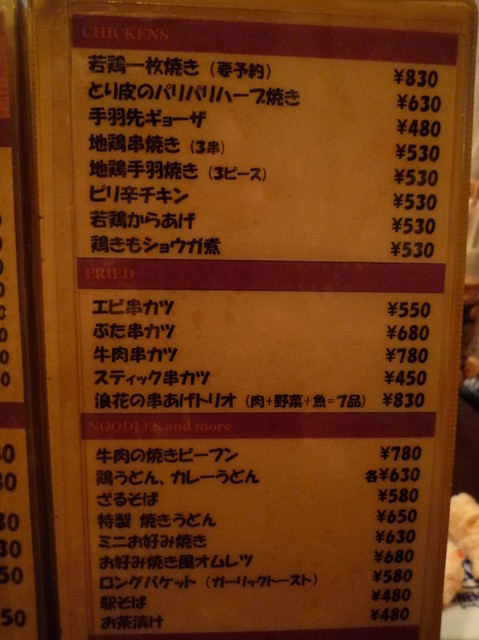 CHICKENS
若鶏一枚焼き（要予約） ¥830
とり皮のパリパリハーブ焼き ¥630
手羽先ギョーザ ¥480
地鶏串焼き（3串） ¥530
地鶏手羽焼き（3ピース） ¥530
ピリ辛チキン ¥530
若鶏からあげ ¥530
鶏きもショウガ煮 ¥530
FRIED
エビ串カツ ¥550
ぶた串カツ ¥680
牛肉串カツ ¥780
スティック串カツ ¥450
浪花の串あげトリオ（肉+野菜+魚=7品） ¥830
NOODLES and more
牛肉の焼きビーフン ¥780
鶏うどん、カレーうどん 各¥630
ざるそば ¥580
特製 焼きうどん ¥650
ミニお好み焼き ¥630
お好み焼き風オムレツ ¥680
ロングバケット（ガーリックトースト） ¥580
駅そば ¥480
お茶漬け ¥480